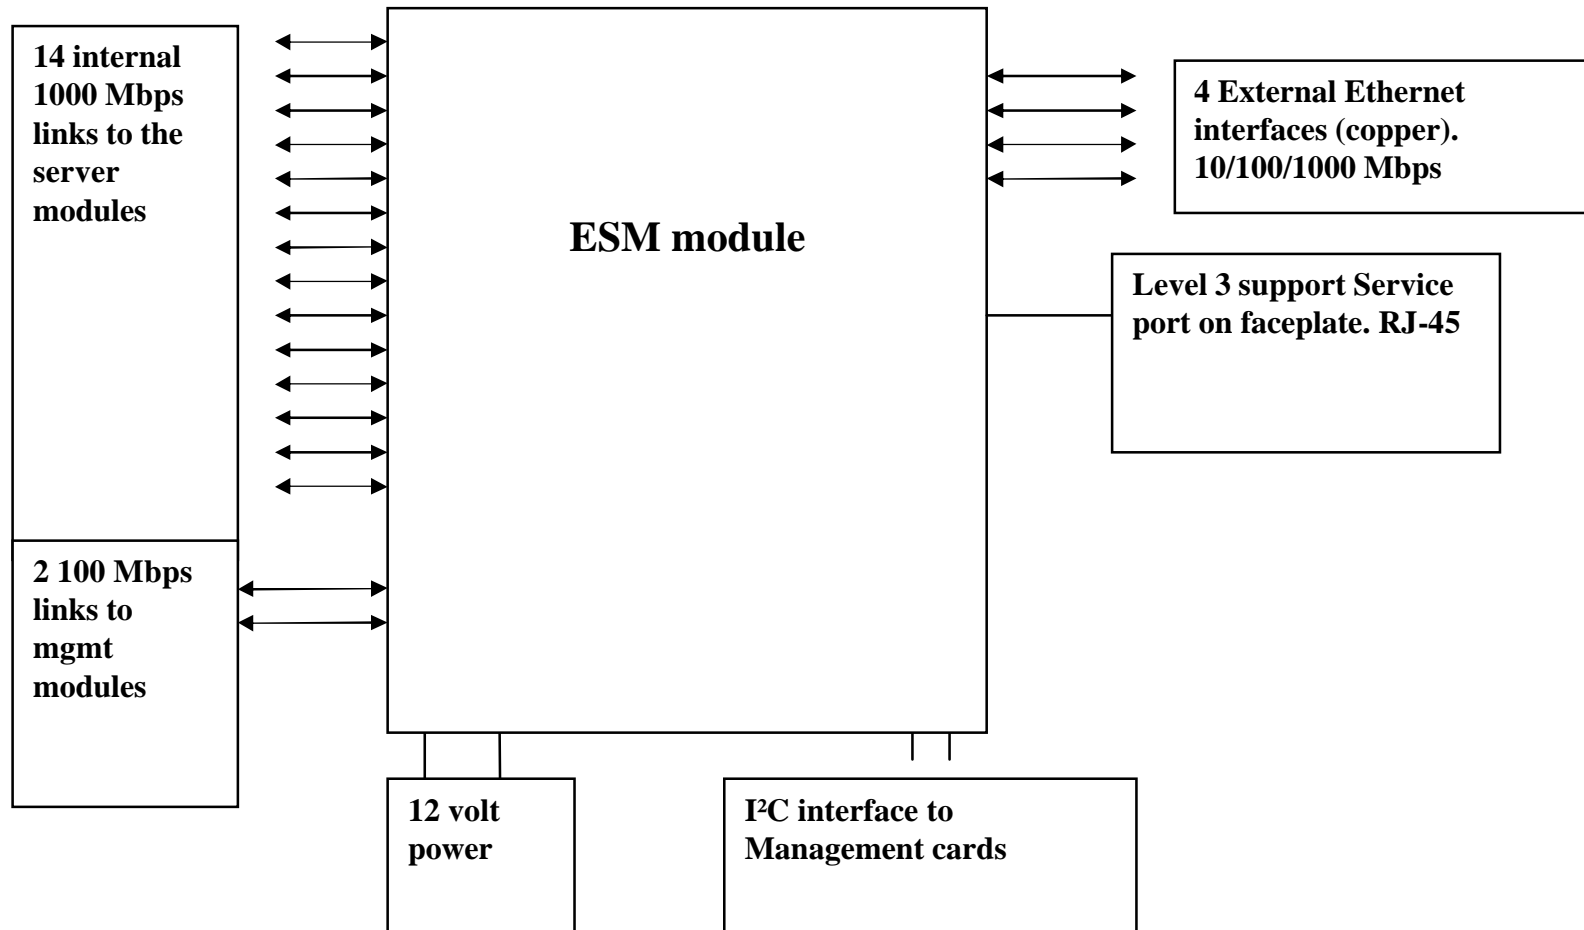 14 internal
1000 Mbps
links to the
server
modules
4 External Ethernet
interfaces (copper).
10/100/1000 Mbps
ESM module
Level 3 support Service
port on faceplate. RJ-45
2 100 Mbps
links to
mgmt
modules
12 volt
power
I²C interface to
Management cards